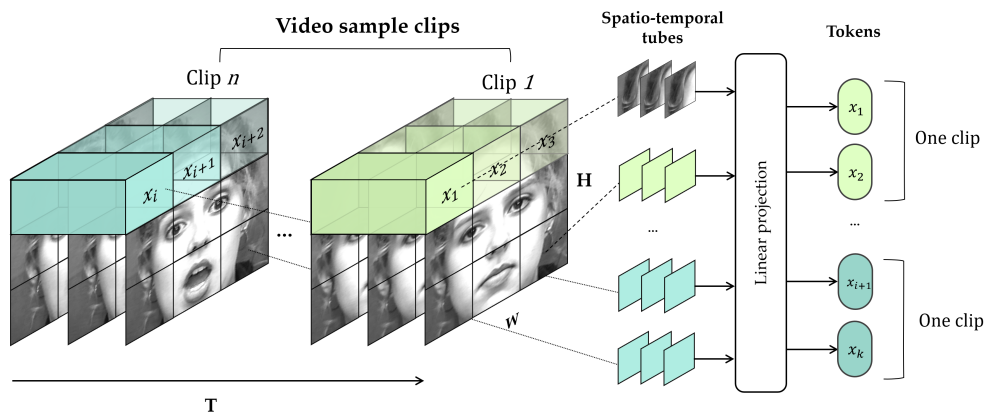 Video sample clips
Clip n
Clip 1
x_i
x_{i+1}
x_{i+2}
...
x_1
x_2
x_3
H
W
T
Spatio-temporal
tubes
...
Linear projection
Tokens
x_1
x_2
One clip
...
x_{i+1}
x_k
One clip